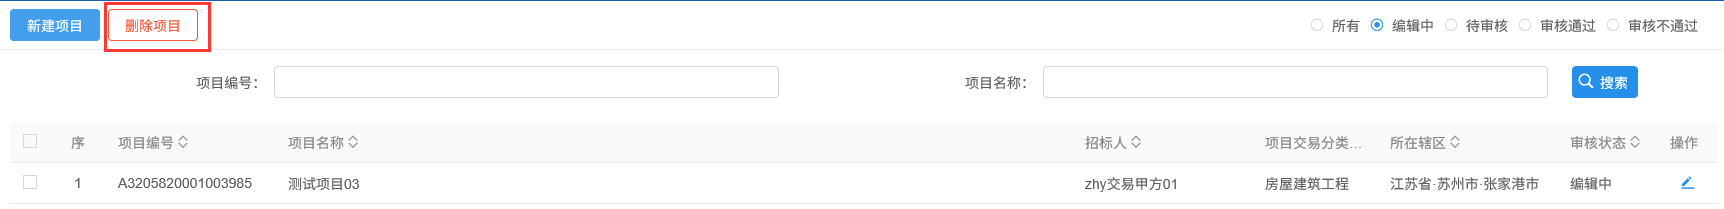 新建项目 删除项目 所有 编辑中 待审核 审核通过 审核不通过
项目编号： 项目名称： 搜索
序 项目编号 项目名称 招标人 项目交易分类... 所在辖区 审核状态 操作
1 A3205820001003985 测试项目03 zhy交易甲方01 房屋建筑工程 江苏省·苏州市·张家港市 编辑中